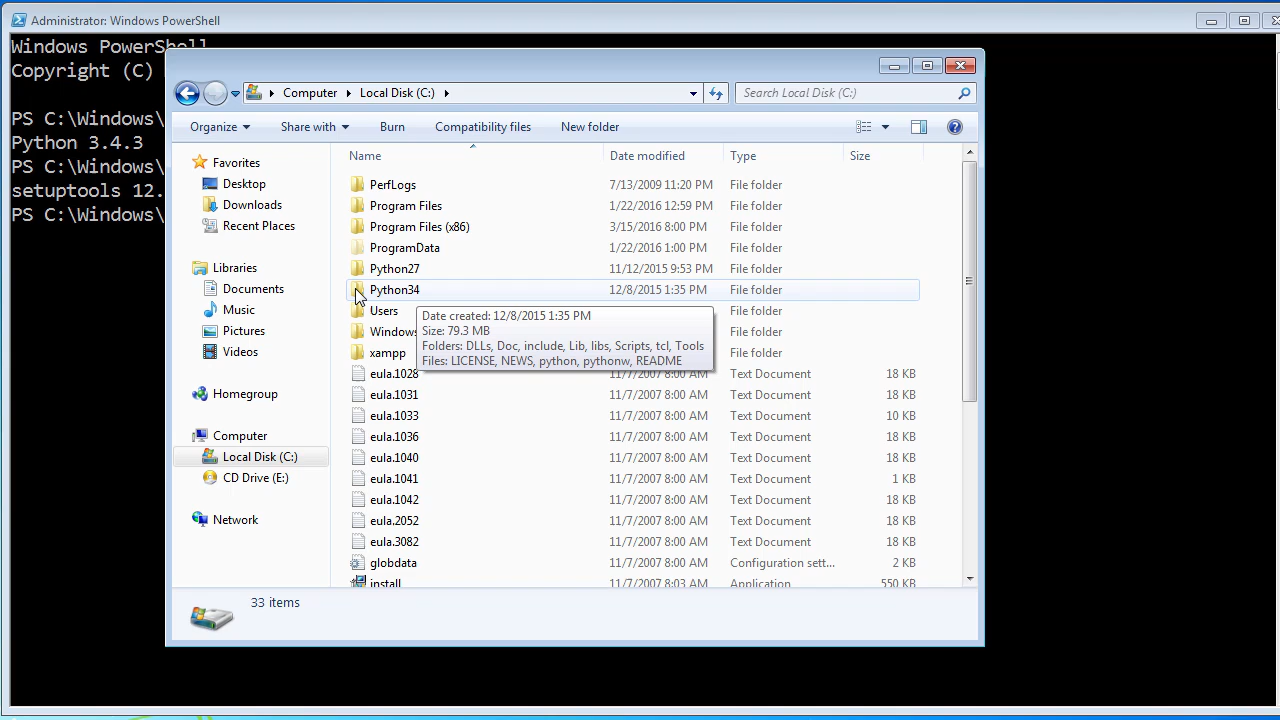 Administrator: Windows PowerShell
Windows PowerShell
Copyright (C)
PS C:\Windows\
Python 3.4.3
PS C:\Windows\
setuptools 12.
PS C:\Windows\
Computer Local Disk (C:)
Search Local Disk (C:)
Organize Share with Burn Compatibility files New folder
Favorites
Desktop
Downloads
Recent Places
Libraries
Documents
Music
Pictures
Videos
Homegroup
Computer
Local Disk (C:)
CD Drive (E:)
Network
Name Date modified Type Size
PerfLogs 7/13/2009 11:20 PM File folder
Program Files 1/22/2016 12:59 PM File folder
Program Files (x86) 3/15/2016 8:00 PM File folder
ProgramData 1/22/2016 1:00 PM File folder
Python27 11/12/2015 9:53 PM File folder
Python34 12/8/2015 1:35 PM File folder
Users File folder
Windows File folder
xampp File folder
Date created: 12/8/2015 1:35 PM
Size: 79.3 MB
Folders: DLLs, Doc, include, Lib, libs, Scripts, tcl, Tools
Files: LICENSE, NEWS, python, pythonw, README
eula.1028 11/7/2007 8:00 AM Text Document 18 KB
eula.1031 11/7/2007 8:00 AM Text Document 18 KB
eula.1033 11/7/2007 8:00 AM Text Document 10 KB
eula.1036 11/7/2007 8:00 AM Text Document 18 KB
eula.1040 11/7/2007 8:00 AM Text Document 18 KB
eula.1041 11/7/2007 8:00 AM Text Document 1 KB
eula.1042 11/7/2007 8:00 AM Text Document 18 KB
eula.2052 11/7/2007 8:00 AM Text Document 18 KB
eula.3082 11/7/2007 8:00 AM Text Document 18 KB
globdata 11/7/2007 8:00 AM Configuration sett... 2 KB
install 11/7/2007 8:03 AM Application 550 KB
33 items